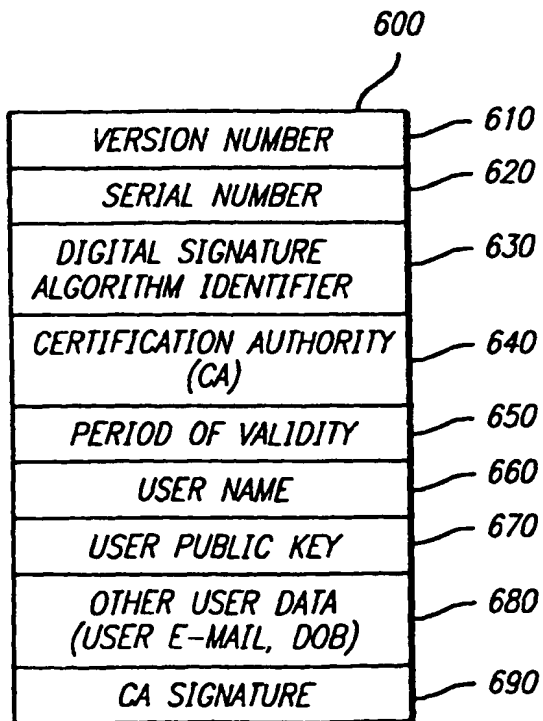 600
VERSION NUMBER 610
SERIAL NUMBER 620
DIGITAL SIGNATURE
ALGORITHM IDENTIFIER 630
CERTIFICATION AUTHORITY
(CA) 640
PERIOD OF VALIDITY 650
USER NAME 660
USER PUBLIC KEY 670
OTHER USER DATA
(USER E-MAIL, DOB) 680
CA SIGNATURE 690